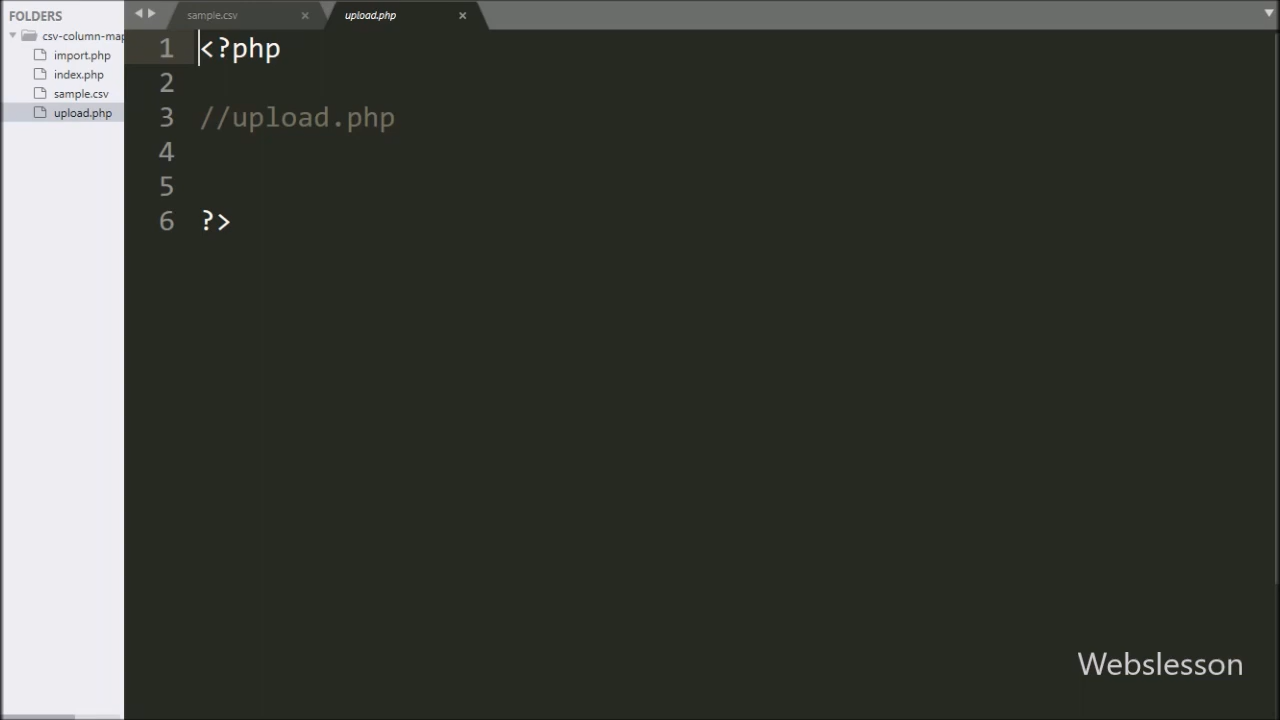 FOLDERS
csv-column-map
import.php
index.php
sample.csv
upload.php
sample.csv
upload.php
1 <?php
2
3 //upload.php
4
5
6 ?>
Webslesson